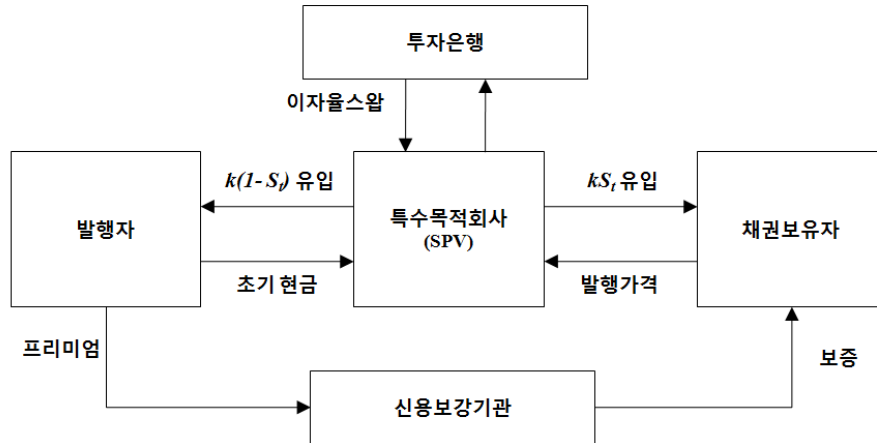 투자은행
이자율스왑
k(1- Sₜ) 유입
kSₜ 유입
발행자
특수목적회사
(SPV)
채권보유자
초기 현금
발행가격
프리미엄
보증
신용보강기관